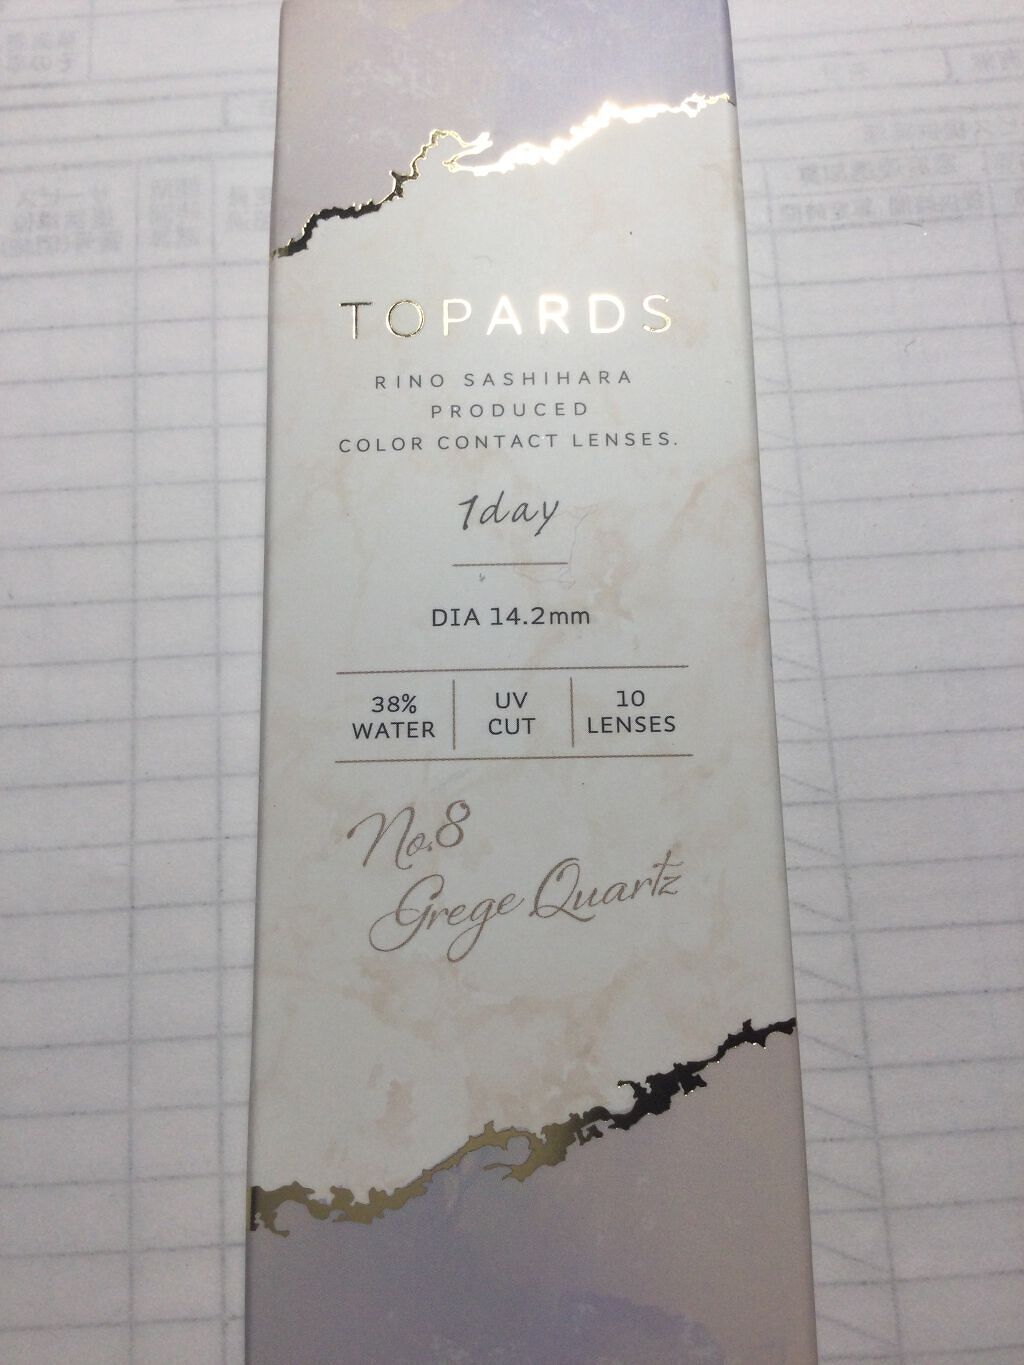 TOPARDS
RINO SASHIHARA
PRODUCED
COLOR CONTACT LENSES.
1day
DIA 14.2mm
38%
WATER
UV
CUT
10
LENSES
No.8
Grege Quartz